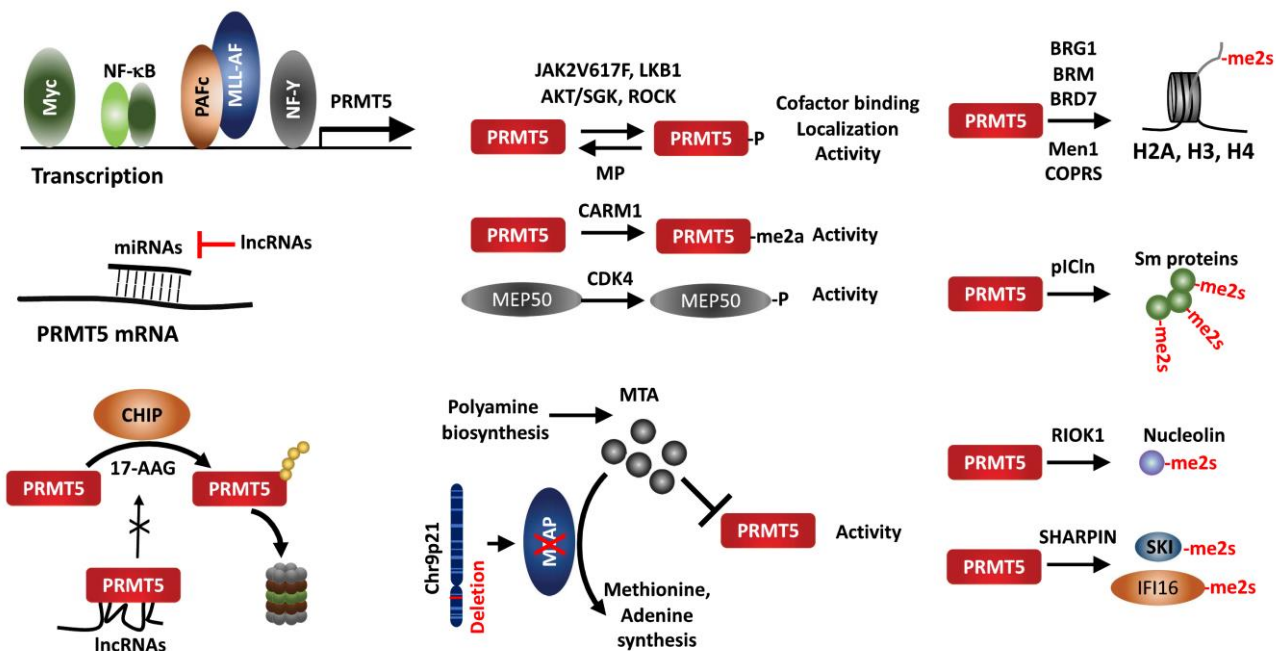 Myc
NF-κB
PAFc
MLL-AF
NF-Y
PRMT5
Transcription
miRNAs
lncRNAs
PRMT5 mRNA
CHIP
17-AAG
PRMT5
PRMT5
PRMT5
lncRNAs
JAK2V617F, LKB1
AKT/SGK, ROCK
PRMT5
PRMT5
-P
MP
Cofactor binding
Localization
Activity
CARM1
PRMT5
PRMT5
-me2a
Activity
CDK4
MEP50
MEP50
-P
Activity
Polyamine
biosynthesis
MTA
Chr9p21
Deletion
MTAP
PRMT5
Activity
Methionine,
Adenine
synthesis
BRG1
BRM
BRD7
PRMT5
Men1
COPRS
-me2s
H2A, H3, H4
PRMT5
pICln
Sm proteins
-me2s
-me2s
-me2s
PRMT5
RIOK1
Nucleolin
-me2s
PRMT5
SHARPIN
SKI
-me2s
IFI16
-me2s